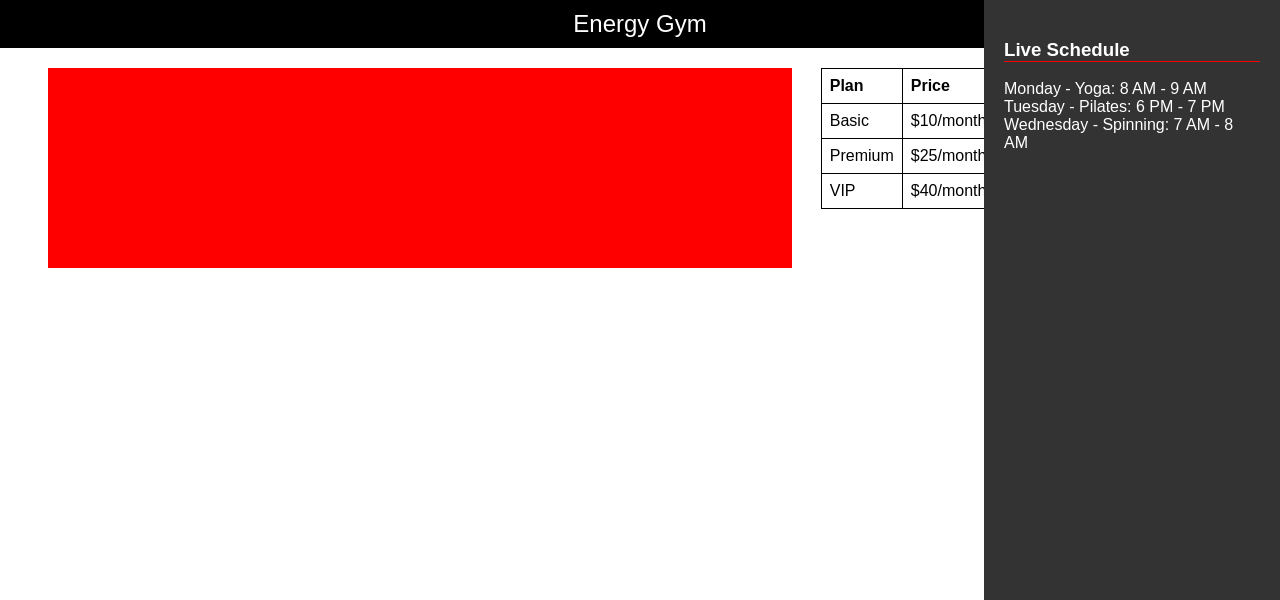 Energy Gym
Plan Price
Basic $10/month
Premium $25/month
VIP $40/month
Live Schedule
Monday - Yoga: 8 AM - 9 AM
Tuesday - Pilates: 6 PM - 7 PM
Wednesday - Spinning: 7 AM - 8
AM